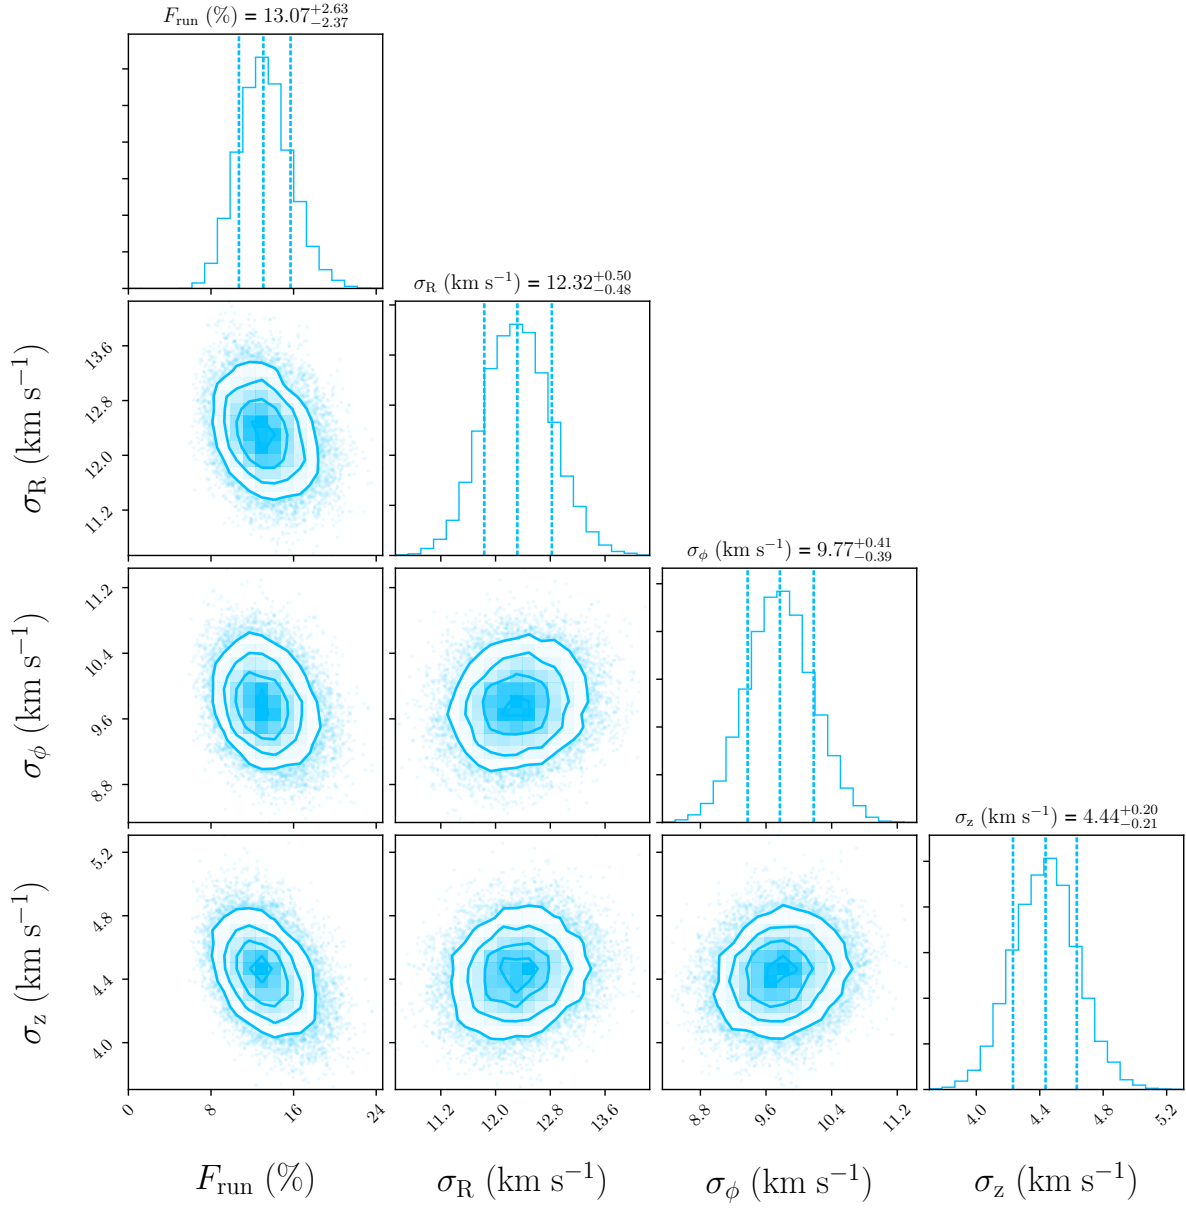 F_run (%) = 13.07^{+2.63}_{−2.37}
σ_R (km s⁻¹) = 12.32^{+0.50}_{−0.48}
13.6
12.8
12.0
11.2
σ_R (km s⁻¹)
σ_ϕ (km s⁻¹) = 9.77^{+0.41}_{−0.39}
11.2
10.4
9.6
8.8
σ_ϕ (km s⁻¹)
σ_z (km s⁻¹) = 4.44^{+0.20}_{−0.21}
5.2
4.8
4.4
4.0
σ_z (km s⁻¹)
0 8 16 24 11.2 12.0 12.8 13.6 8.8 9.6 10.4 11.2 4.0 4.4 4.8 5.2
F_run (%) σ_R (km s⁻¹) σ_ϕ (km s⁻¹) σ_z (km s⁻¹)